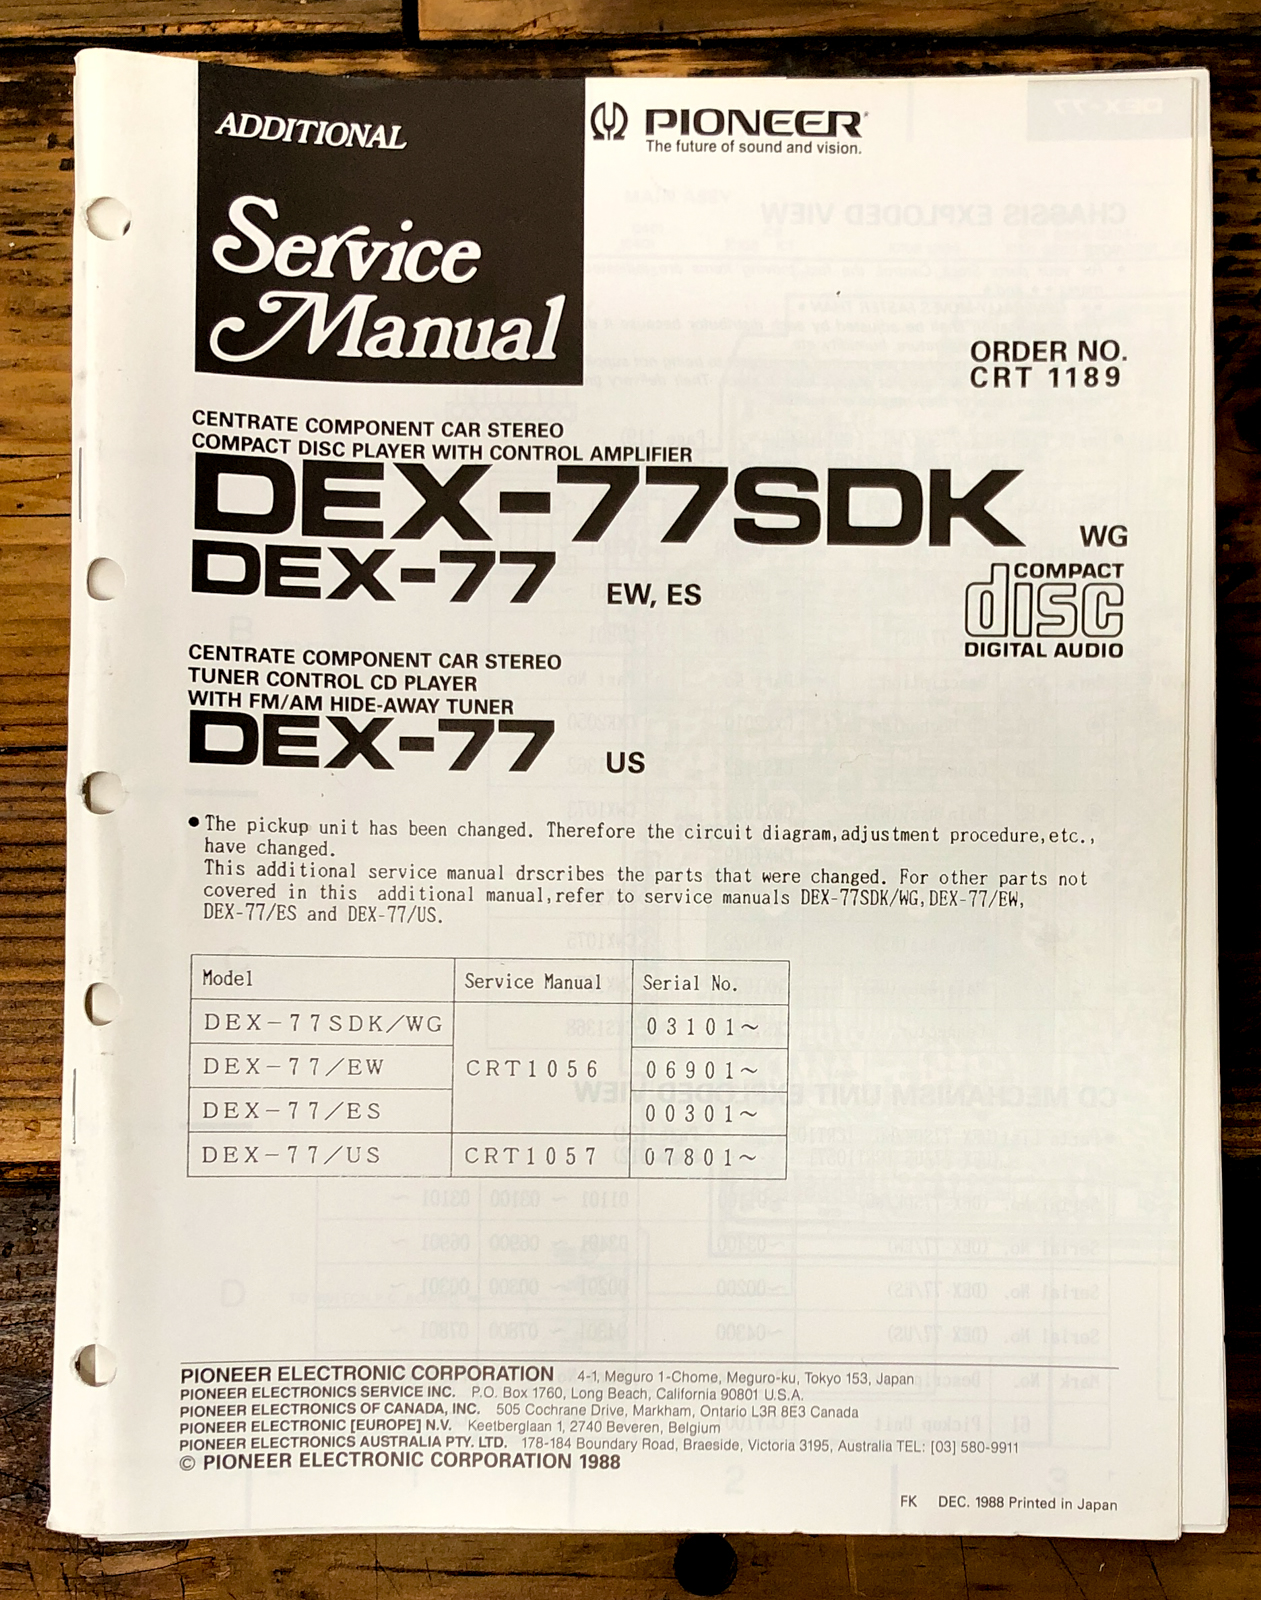 ADDITIONAL
Service
Manual
PIONEER
The future of sound and vision.
ORDER NO.
CRT 1189
CENTRATE COMPONENT CAR STEREO
COMPACT DISC PLAYER WITH CONTROL AMPLIFIER
DEX-77SDK WG
DEX-77 EW, ES
COMPACT
disc
DIGITAL AUDIO
CENTRATE COMPONENT CAR STEREO
TUNER CONTROL CD PLAYER
WITH FM/AM HIDE-AWAY TUNER
DEX-77 US
● The pickup unit has been changed. Therefore the circuit diagram, adjustment procedure, etc.,
have changed.
This additional service manual drscribes the parts that were changed. For other parts not
covered in this additional manual, refer to service manuals DEX-77SDK/WG, DEX-77/EW,
DEX-77/ES and DEX-77/US.
Model Service Manual Serial No.
DEX-77SDK/WG 03101~
DEX-77/EW CRT1056 06901~
DEX-77/ES 00301~
DEX-77/US CRT1057 07801~
PIONEER ELECTRONIC CORPORATION 4-1, Meguro 1-Chome, Meguro-ku, Tokyo 153, Japan
PIONEER ELECTRONICS SERVICE INC. P.O. Box 1760, Long Beach, California 90801 U.S.A.
PIONEER ELECTRONICS OF CANADA, INC. 505 Cochrane Drive, Markham, Ontario L3R 8E3 Canada
PIONEER ELECTRONIC [EUROPE] N.V. Keetberglaan 1, 2740 Beveren, Belgium
PIONEER ELECTRONICS AUSTRALIA PTY. LTD. 178-184 Boundary Road, Braeside, Victoria 3195, Australia TEL: [03] 580-9911
© PIONEER ELECTRONIC CORPORATION 1988
FK DEC. 1988 Printed in Japan